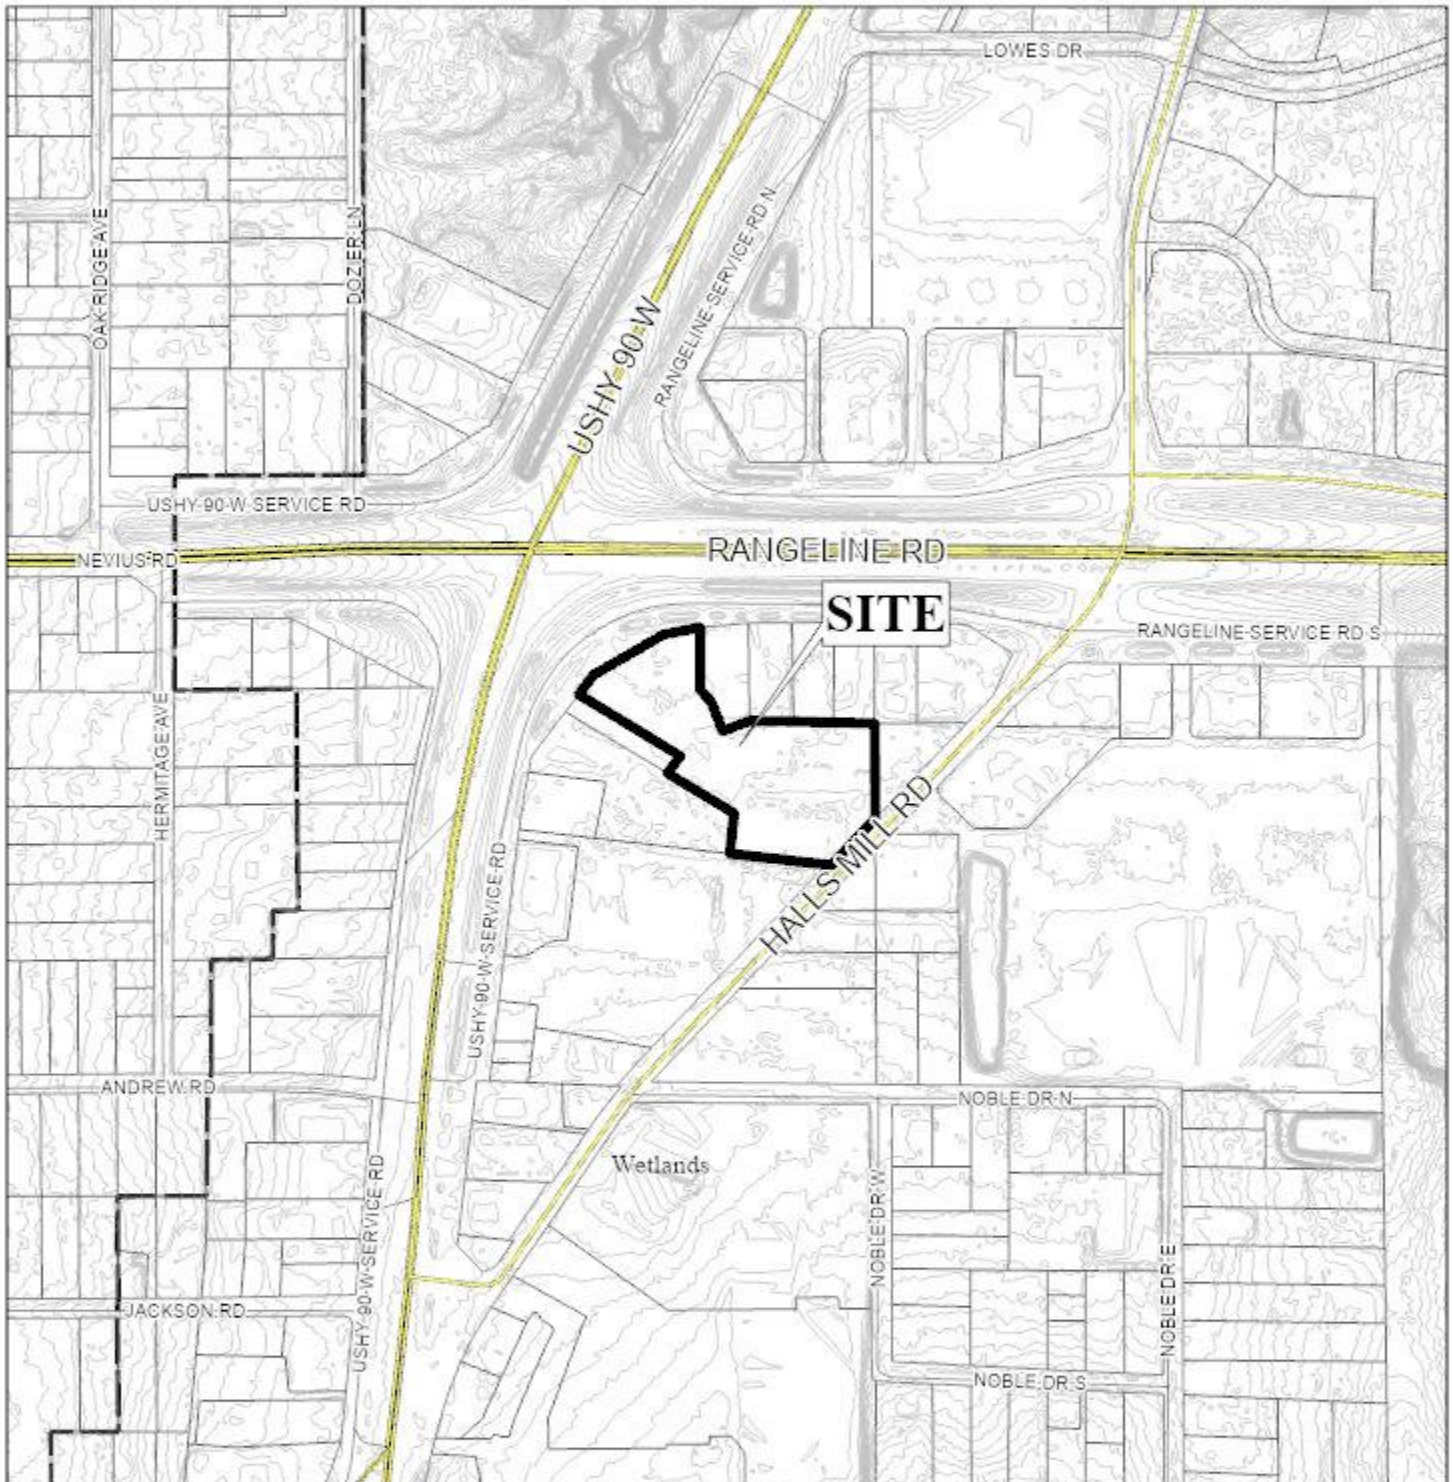 LOWES DR
OAK RIDGE AVE
DOZIER LN
RANGELINE SERVICE RD N
USHY 90 W
USHY 90 W SERVICE RD
NEVIUS RD
RANGELINE RD
SITE
RANGELINE SERVICE RD S
HERMITAGE AVE
HALLS MILL RD
USHY 90 W SERVICE RD
ANDREW RD
NOBLE DR N
Wetlands
NOBLE DR W
USHY 90 W SERVICE RD
NOBLE DR E
JACKSON RD
NOBLE DR S